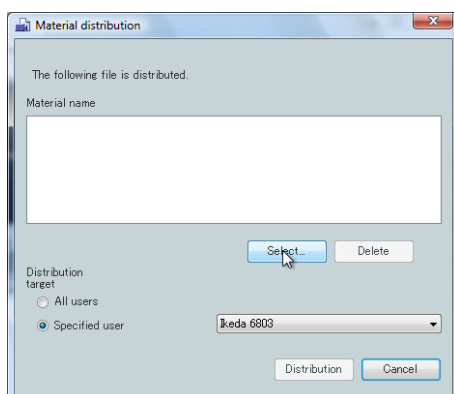 Material distribution
The following file is distributed.
Material name
Select...
Delete
Distribution
target
All users
Specified user
Ikeda 6803
Distribution
Cancel